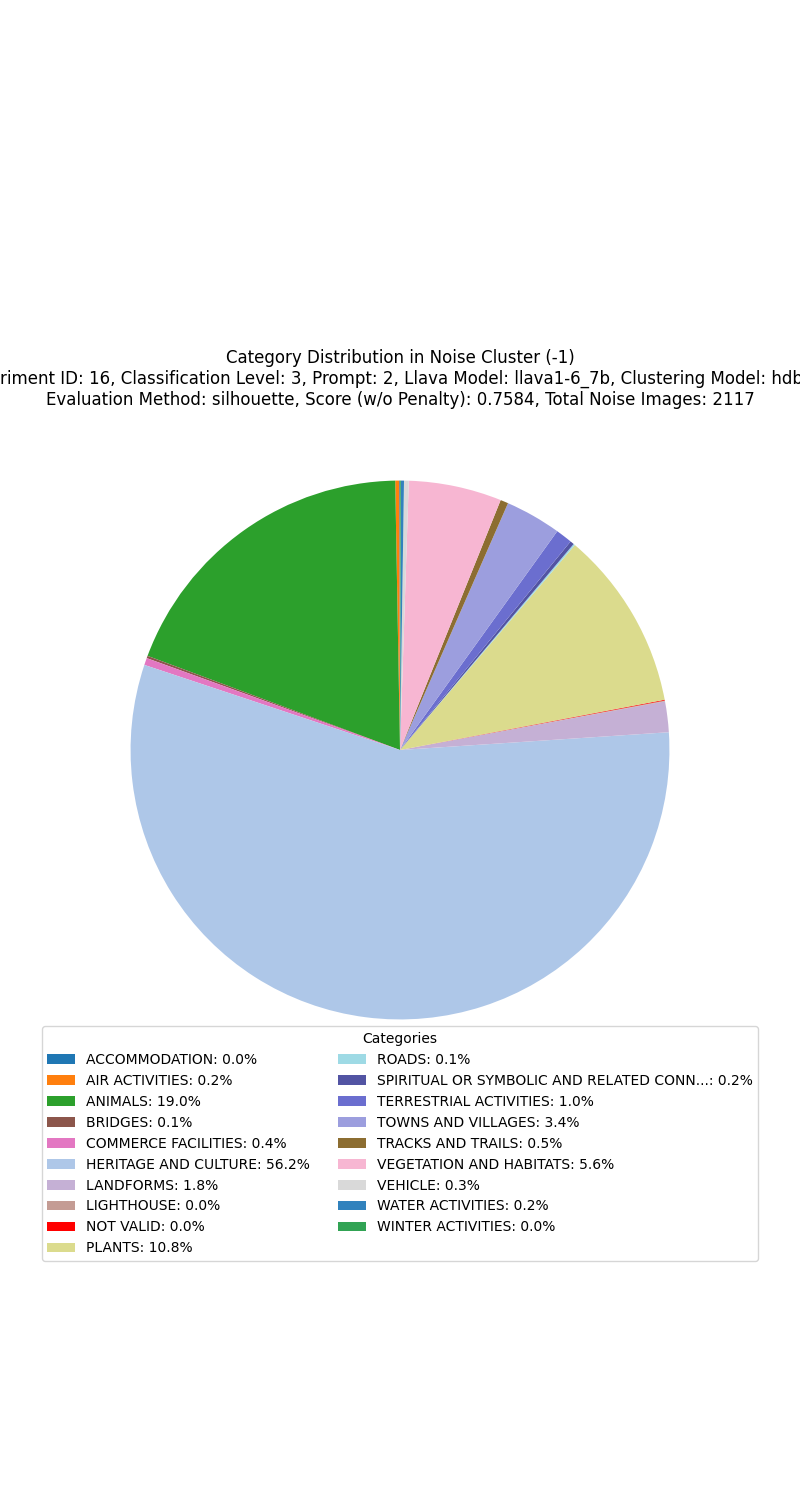 Category Distribution in Noise Cluster (-1)
riment ID: 16, Classification Level: 3, Prompt: 2, Llava Model: llava1-6_7b, Clustering Model: hdb
Evaluation Method: silhouette, Score (w/o Penalty): 0.7584, Total Noise Images: 2117
Categories
ACCOMMODATION: 0.0%
AIR ACTIVITIES: 0.2%
ANIMALS: 19.0%
BRIDGES: 0.1%
COMMERCE FACILITIES: 0.4%
HERITAGE AND CULTURE: 56.2%
LANDFORMS: 1.8%
LIGHTHOUSE: 0.0%
NOT VALID: 0.0%
PLANTS: 10.8%
ROADS: 0.1%
SPIRITUAL OR SYMBOLIC AND RELATED CONN...: 0.2%
TERRESTRIAL ACTIVITIES: 1.0%
TOWNS AND VILLAGES: 3.4%
TRACKS AND TRAILS: 0.5%
VEGETATION AND HABITATS: 5.6%
VEHICLE: 0.3%
WATER ACTIVITIES: 0.2%
WINTER ACTIVITIES: 0.0%